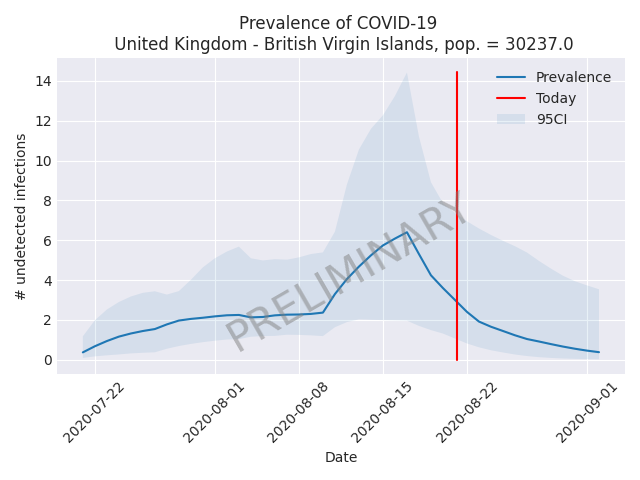 Prevalence of COVID-19
United Kingdom - British Virgin Islands, pop. = 30237.0
# undetected infections
14
12
10
8
6
4
2
0
Prevalence
Today
95CI
PRELIMINARY
2020-07-22
2020-08-01
2020-08-08
2020-08-15
2020-08-22
2020-09-01
Date